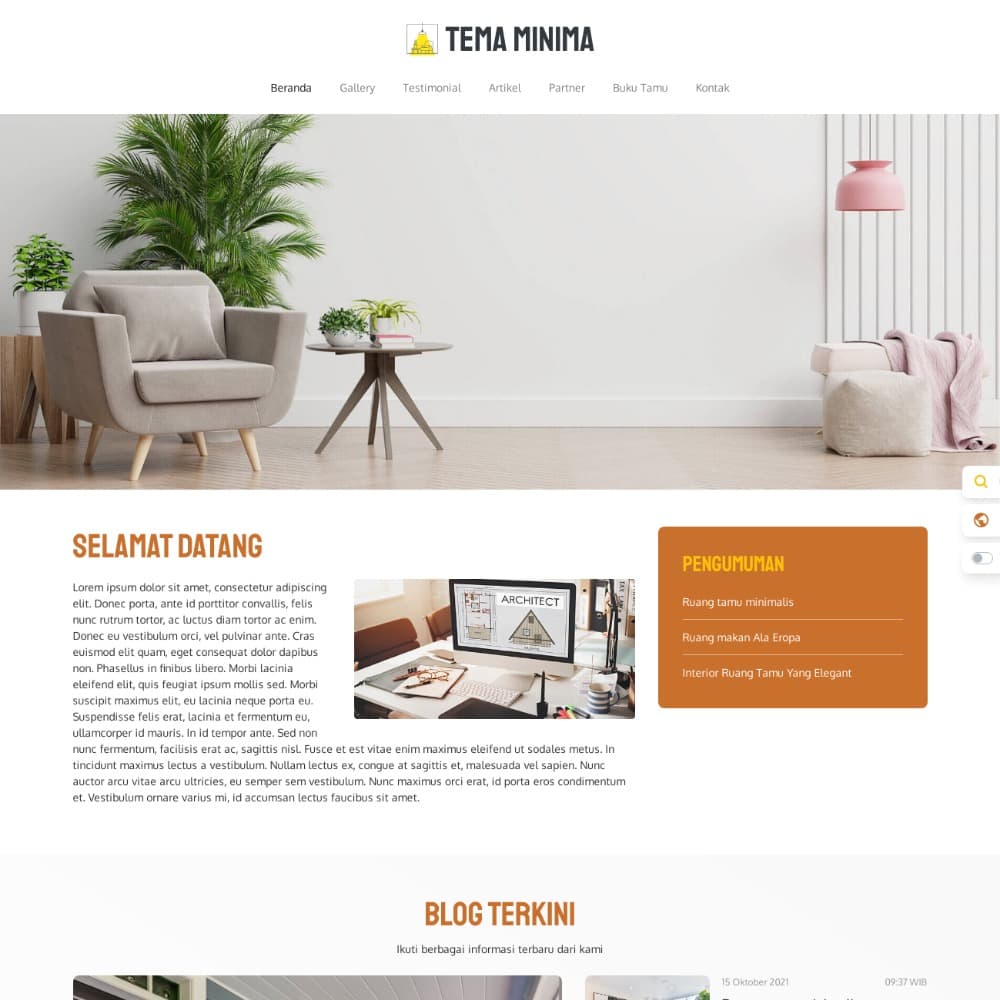 TEMA MINIMA
Beranda Gallery Testimonial Artikel Partner Buku Tamu Kontak
SELAMAT DATANG
Lorem ipsum dolor sit amet, consectetur adipiscing
elit. Donec porta, ante id porttitor convallis, felis
nunc rutrum tortor, ac luctus diam tortor ac enim.
Donec eu vestibulum orci, vel pulvinar ante. Cras
euismod elit quam, eget consequat dolor dapibus
non. Phasellus in finibus libero. Morbi lacinia
eleifend elit, quis feugiat ipsum mollis sed. Morbi
suscipit maximus elit, eu lacinia neque porta eu.
Suspendisse felis erat, lacinia et fermentum eu,
ullamcorper id mauris. In id tempor ante. Sed non
nunc fermentum, facilisis erat ac, sagittis nisl. Fusce et est vitae enim maximus eleifend ut sodales metus. In
tincidunt maximus lectus a vestibulum. Nullam lectus ex, congue at sagittis et, malesuada vel sapien. Nunc
auctor arcu vitae arcu ultricies, eu semper sem vestibulum. Nunc maximus orci erat, id porta eros condimentum
et. Vestibulum ornare varius mi, id accumsan lectus faucibus sit amet.
ARCHITECT
PENGUMUMAN
Ruang tamu minimalis
Ruang makan Ala Eropa
Interior Ruang Tamu Yang Elegant
BLOG TERKINI
Ikuti berbagai informasi terbaru dari kami
15 Oktober 2021 09:37 WIB